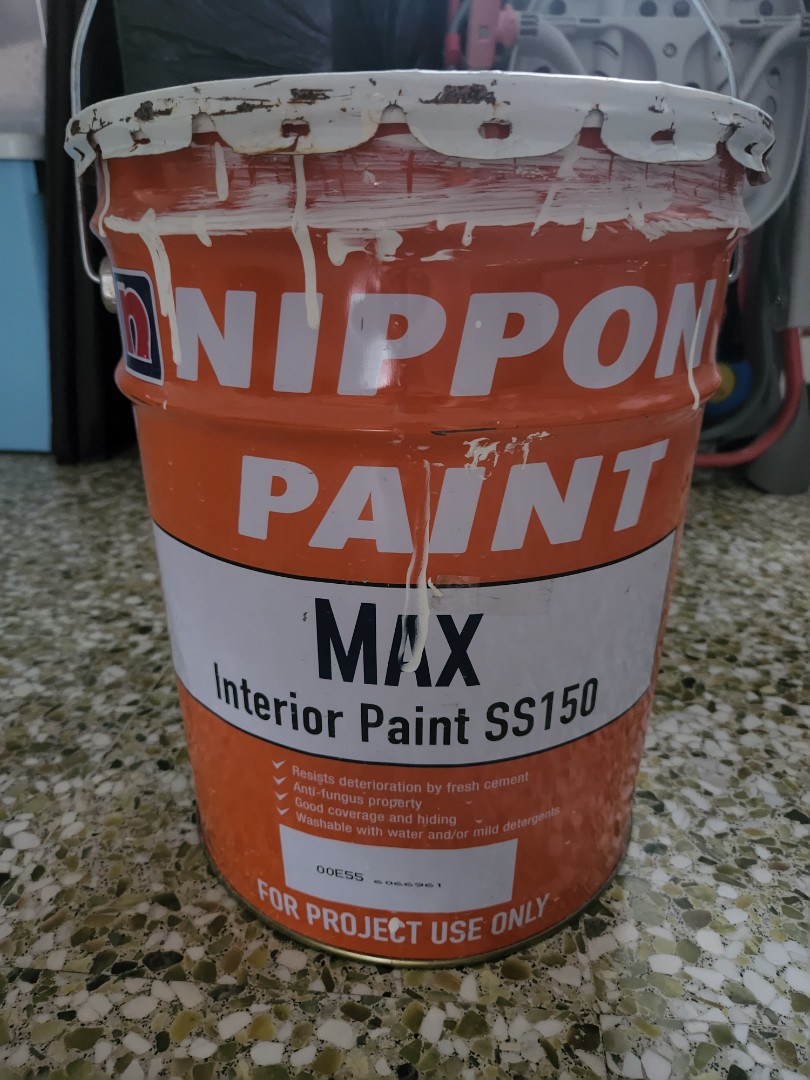 n
NIPPON
PAINT
MAX
Interior Paint SS150
Resists deterioration by fresh cement
Anti-fungus property
Good coverage and hiding
Washable with water and/or mild detergents
00E55
FOR PROJECT USE ONLY